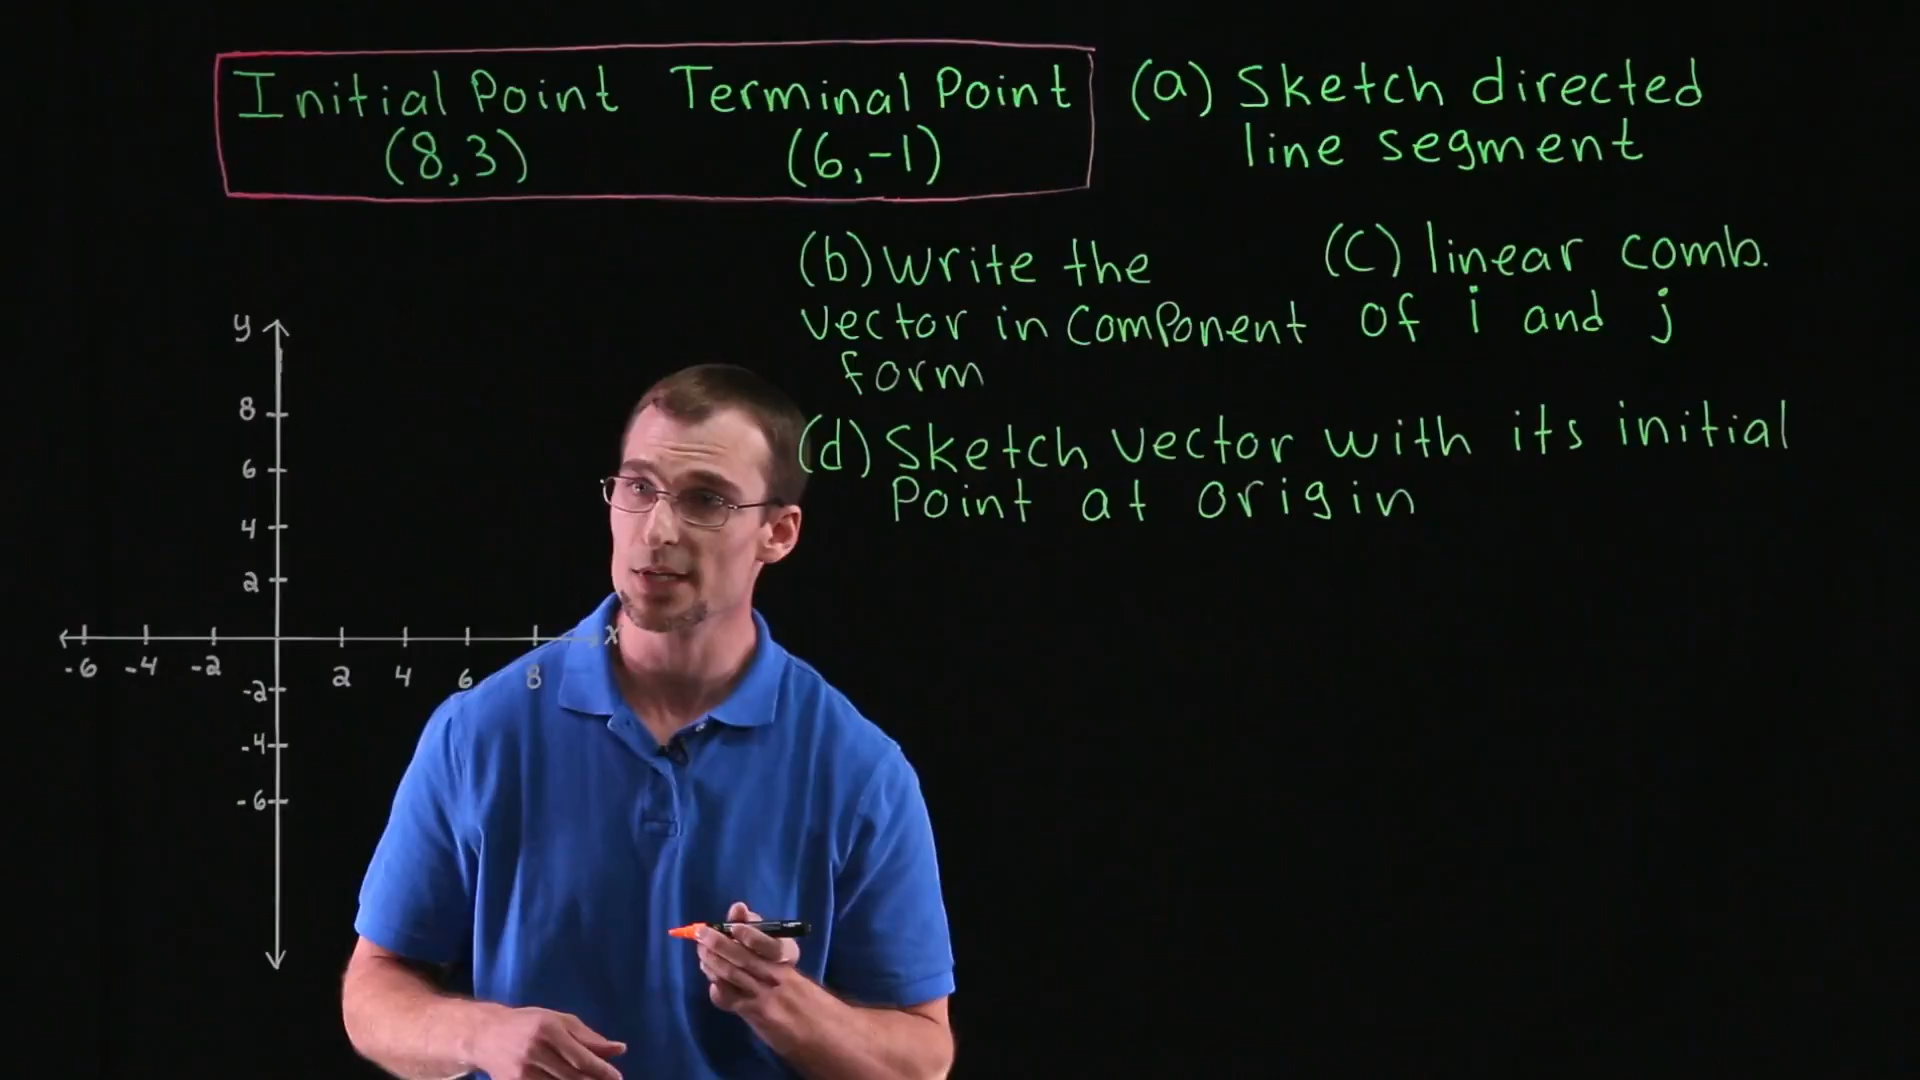 Initial Point Terminal Point
(8,3) (6,-1)
(a) Sketch directed
line segment
(b) Write the
vector in component
form
(c) linear comb.
of i and j
(d) Sketch vector with its initial
Point at origin
y
8
6
4
2
x
-6 -4 -2 2 4 6 8
-2
-4
-6